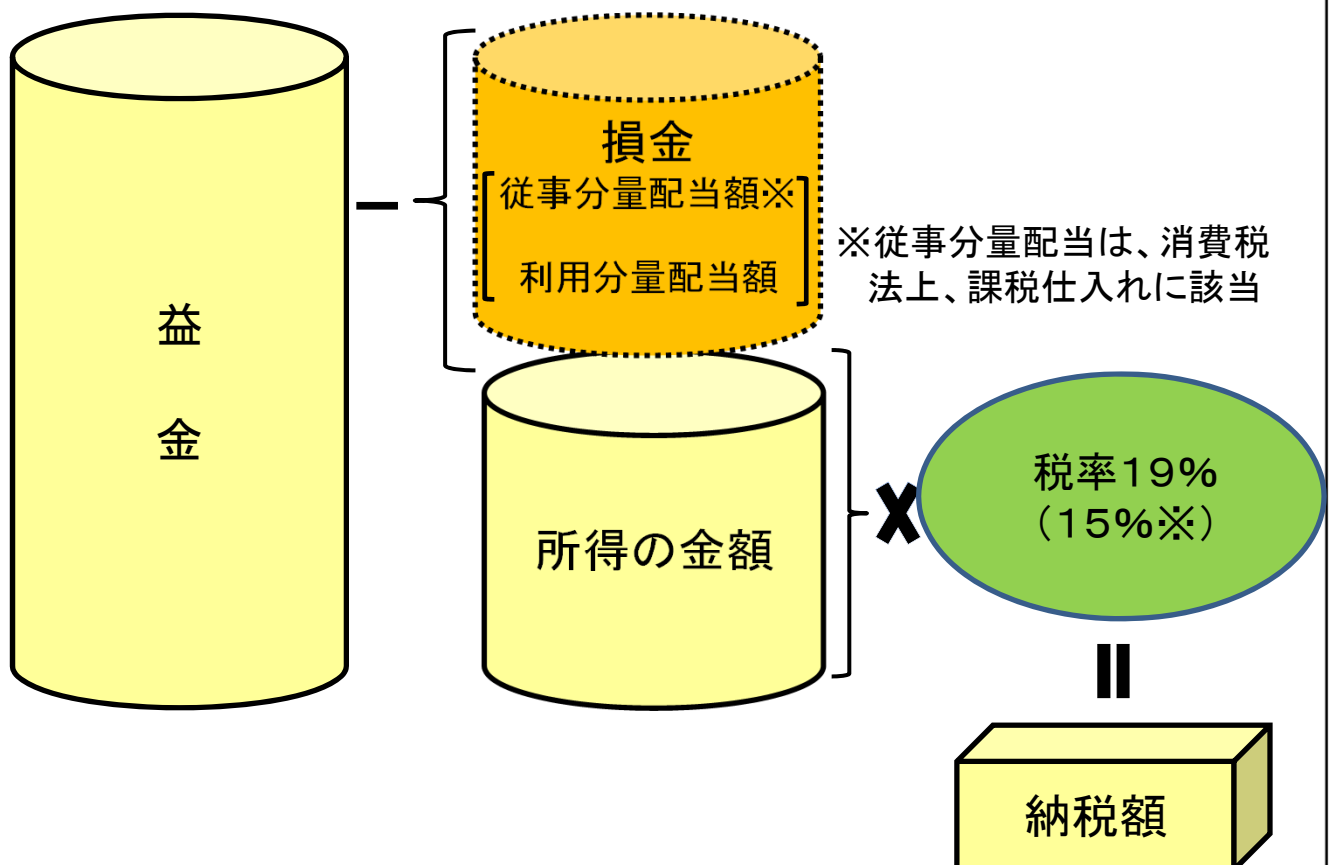 益
金
損金
従事分量配当額※
利用分量配当額
※従事分量配当は、消費税
法上、課税仕入れに該当
所得の金額
税率19%
(15%※)
納税額